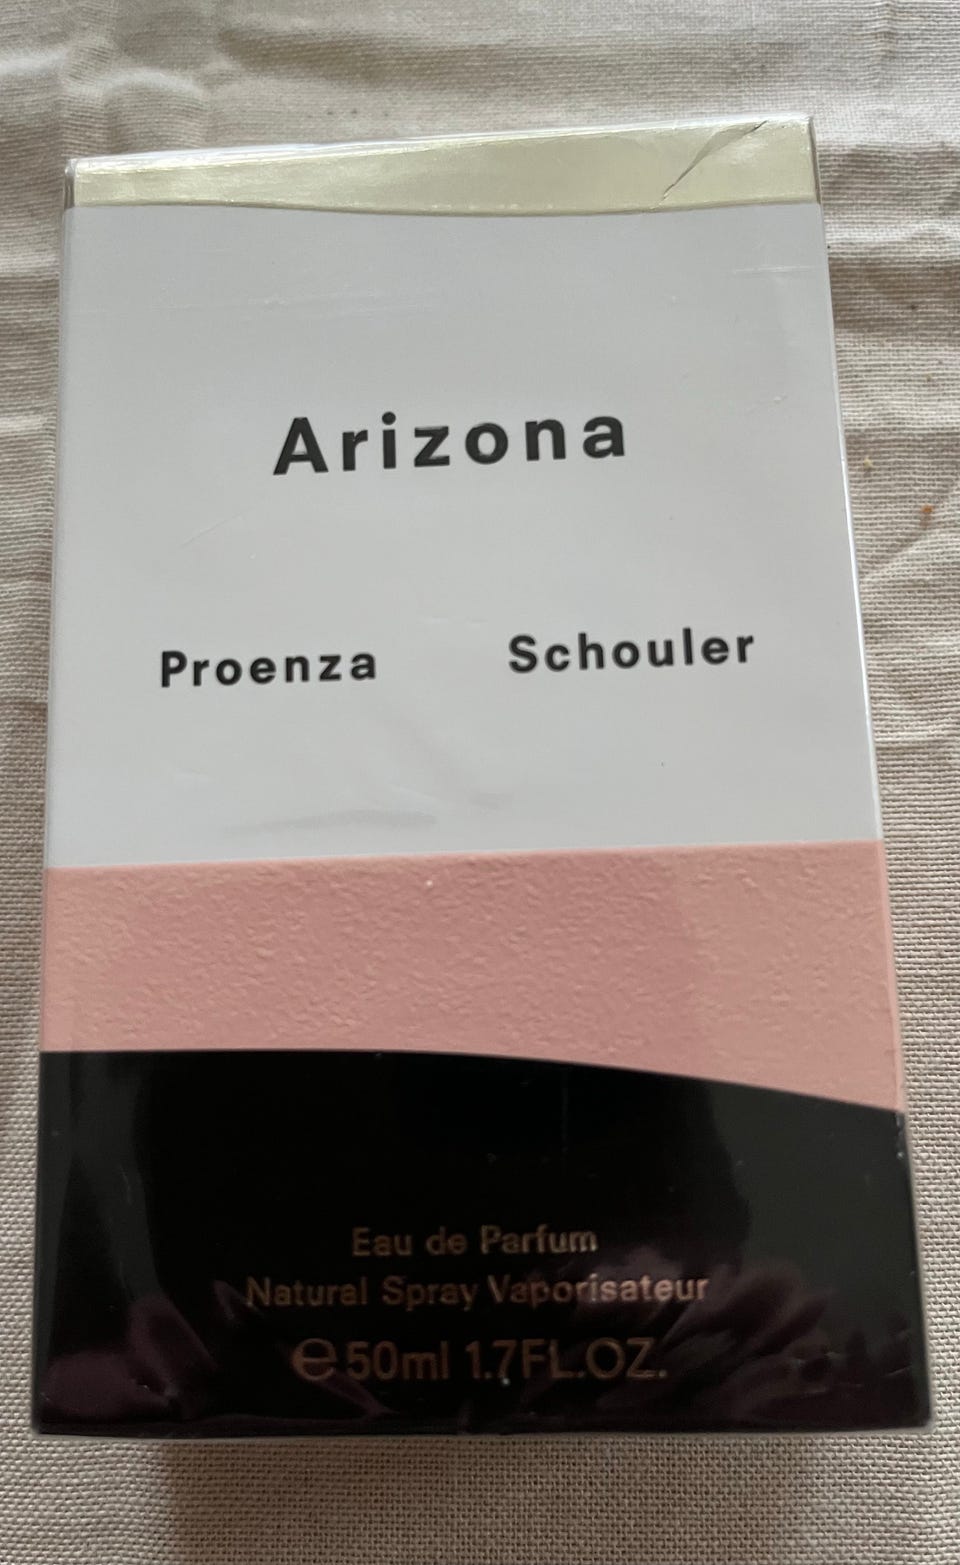 Arizona
Proenza Schouler
Eau de Parfum
Natural Spray Vaporisateur
℮50ml 1.7FL.OZ.